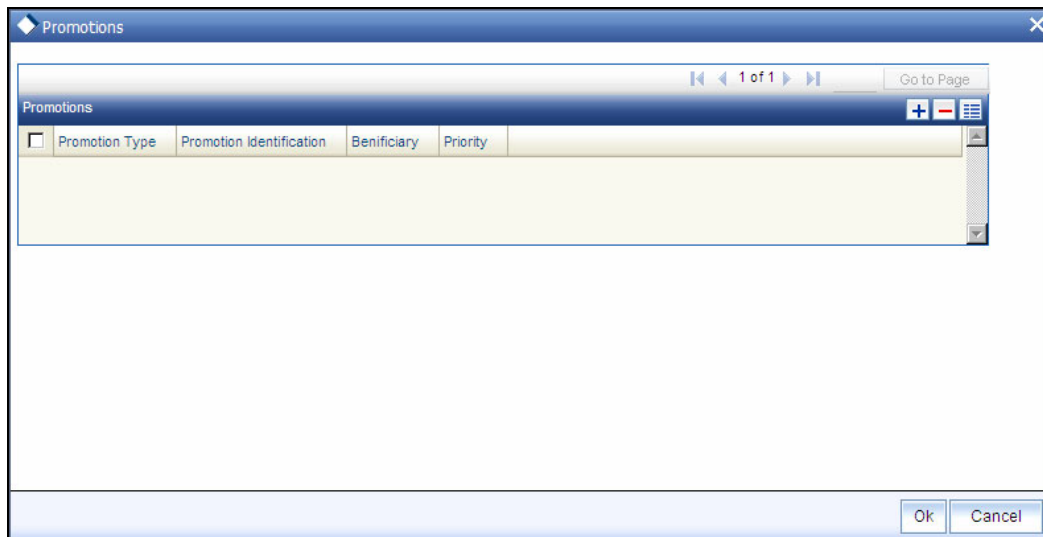 Promotions
1 of 1 Go to Page
Promotions
Promotion Type Promotion Identification Benificiary Priority
Ok Cancel